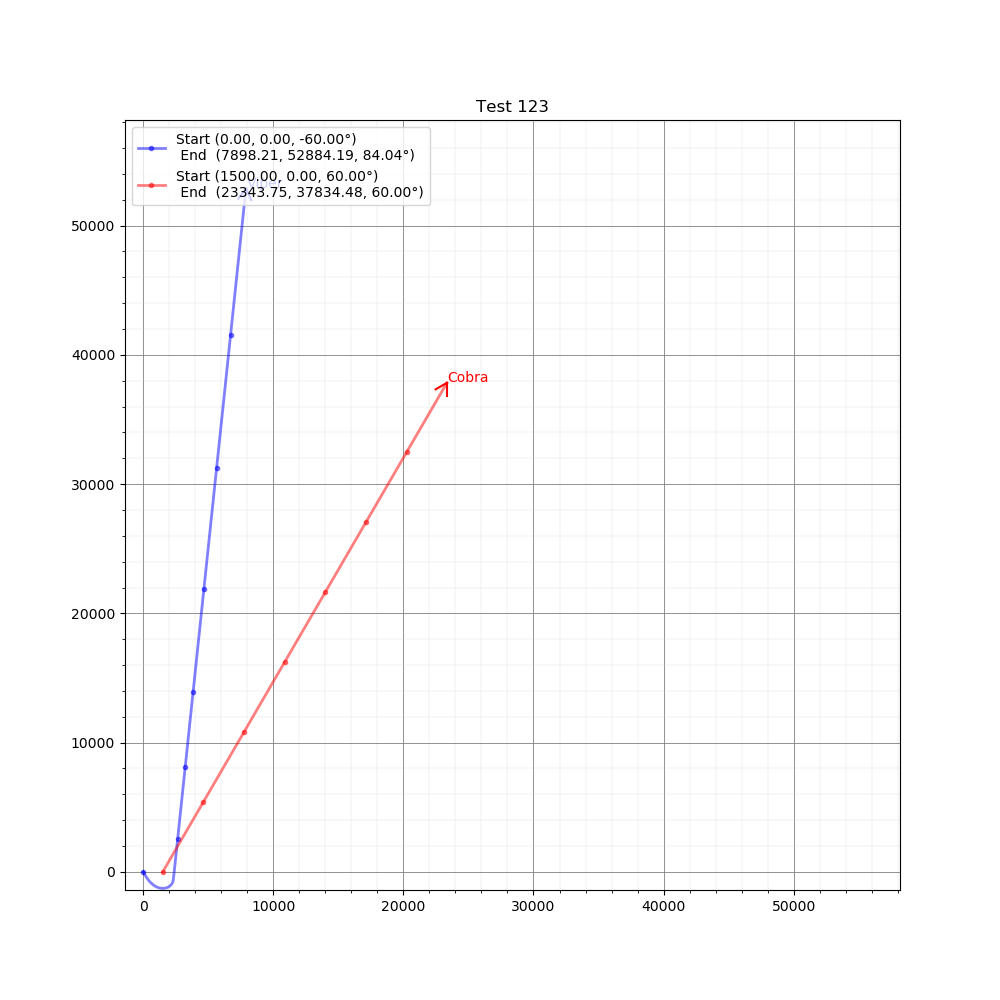 Test 123
Start (0.00, 0.00, -60.00°)
End (7898.21, 52884.19, 84.04°)
Start (1500.00, 0.00, 60.00°)
End (23343.75, 37834.48, 60.00°)
50000
40000
Cobra
30000
20000
10000
0
0 10000 20000 30000 40000 50000